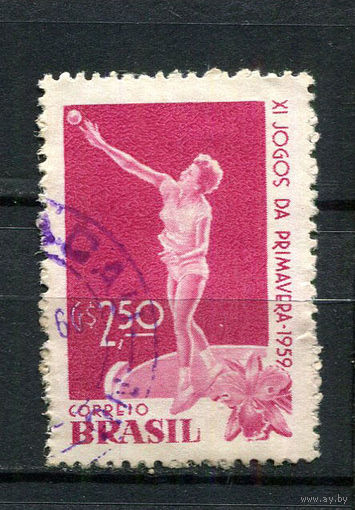 XI JOGOS DA PRIMAVERA-1959
CR$ 2,50
CORREIO
BRASIL
www.ay.by